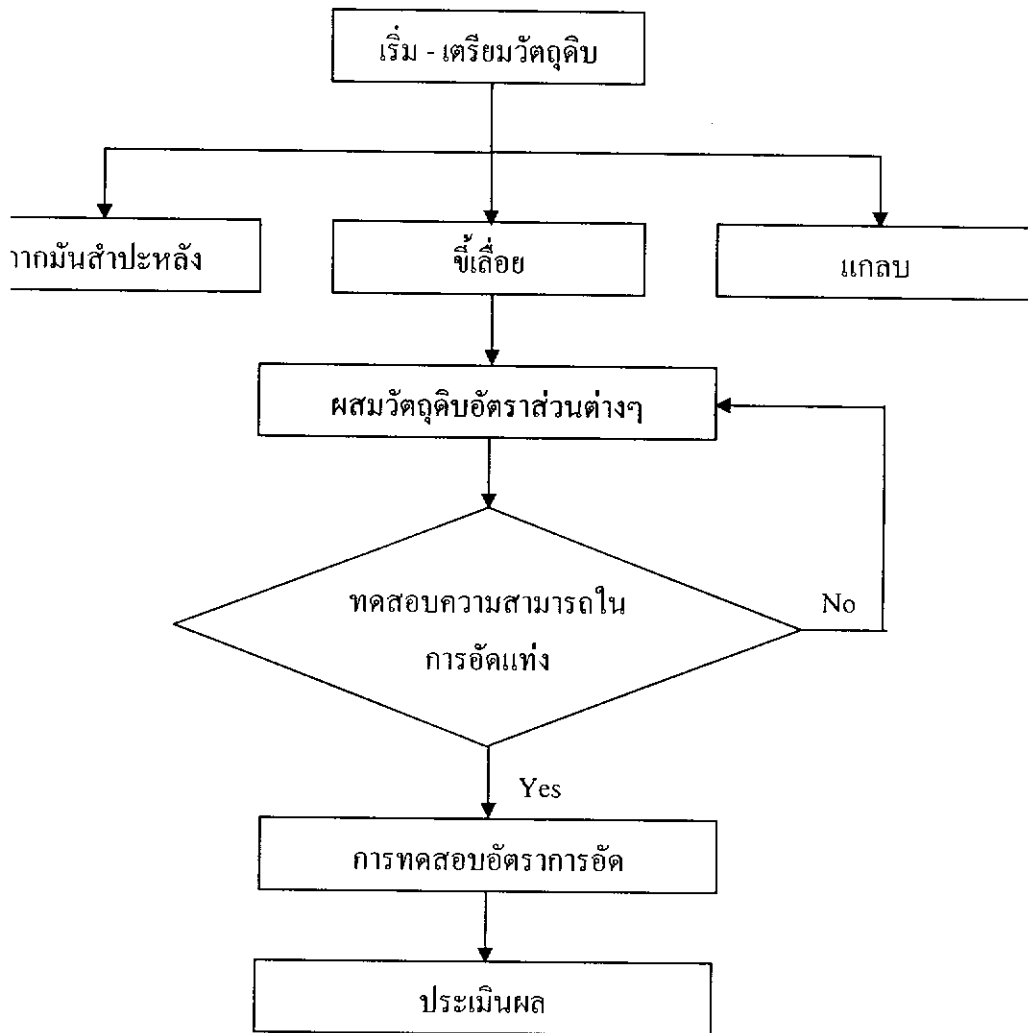 เริ่ม - เตรียมวัตถุดิบ
กากมันสำปะหลัง
ขี้เลื่อย
แกลบ
ผสมวัตถุดิบอัตราส่วนต่างๆ
ทดสอบความสามารถใน
การอัดแท่ง
No
Yes
การทดสอบอัตราการอัด
ประเมินผล